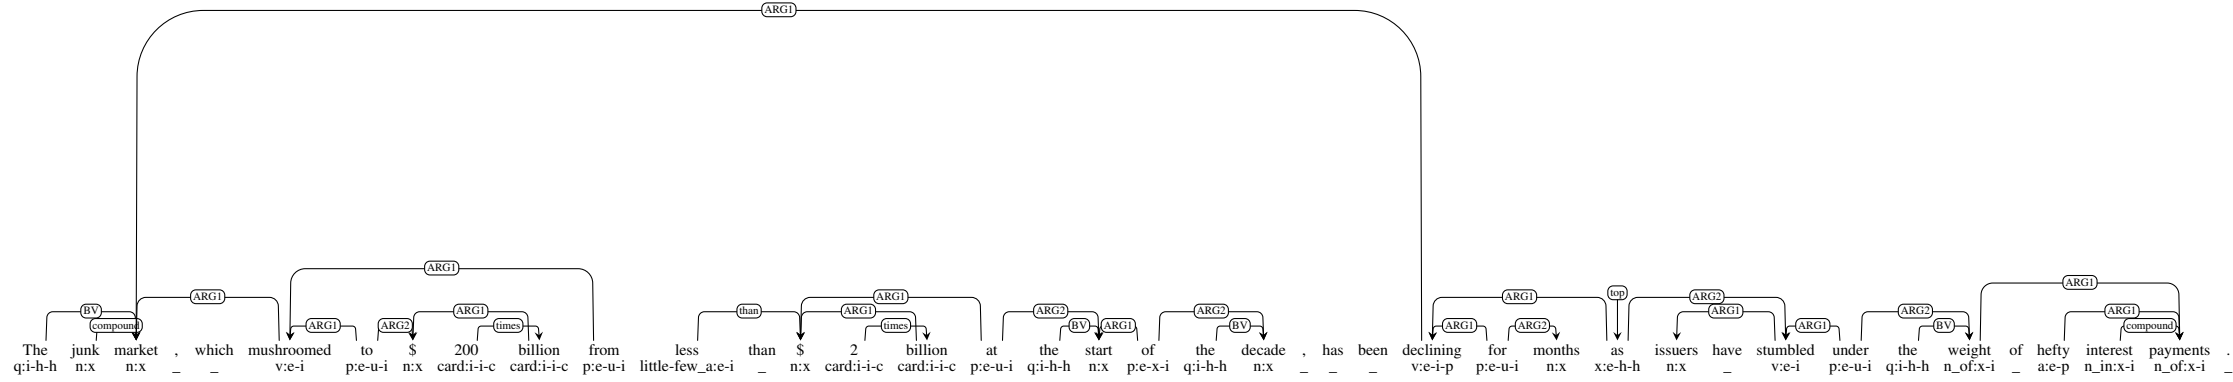 ARG1
ARG1
ARG1
ARG1 ARG1 ARG1 top ARG2
BV ARG1 than ARG1 ARG2 ARG2 ARG1 ARG2 ARG1
compound ARG1 ARG2 times times BV ARG1 BV ARG1 ARG2 ARG1 BV compound
The junk market , which mushroomed to $ 200 billion from less than $ 2 billion at the start of the decade , has been declining for months as issuers have stumbled under the weight of hefty interest payments .
q:i-h-h n:x n:x _ _ v:e-i p:e-u-i n:x card:i-i-c card:i-i-c p:e-u-i little-few_a:e-i _ n:x card:i-i-c card:i-i-c p:e-u-i q:i-h-h n:x p:e-x-i q:i-h-h n:x _ _ _ v:e-i-p p:e-u-i n:x x:e-h-h n:x _ v:e-i p:e-u-i q:i-h-h n_of:x-i _ a:e-p n_in:x-i n_of:x-i _